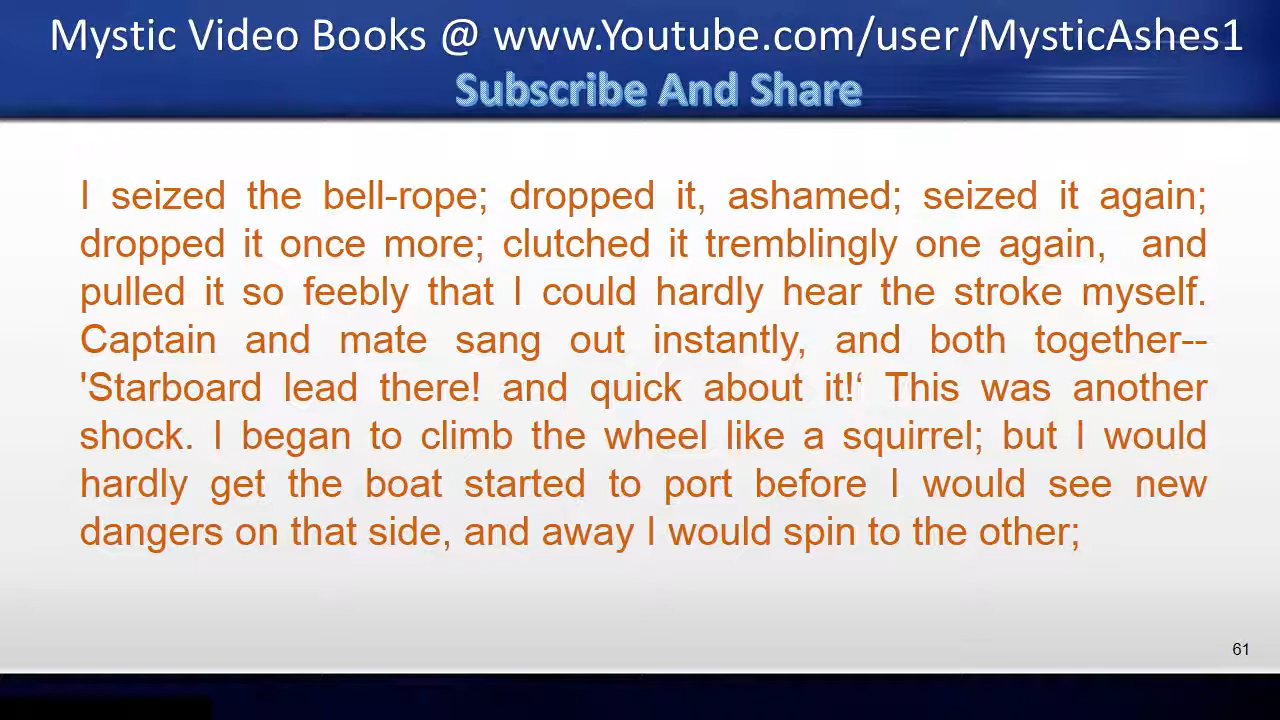 Mystic Video Books @ www.Youtube.com/user/MysticAshes1
Subscribe And Share
I seized the bell-rope; dropped it, ashamed; seized it again;
dropped it once more; clutched it tremblingly one again, and
pulled it so feebly that I could hardly hear the stroke myself.
Captain and mate sang out instantly, and both together--
'Starboard lead there! and quick about it!‘ This was another
shock. I began to climb the wheel like a squirrel; but I would
hardly get the boat started to port before I would see new
dangers on that side, and away I would spin to the other;
61